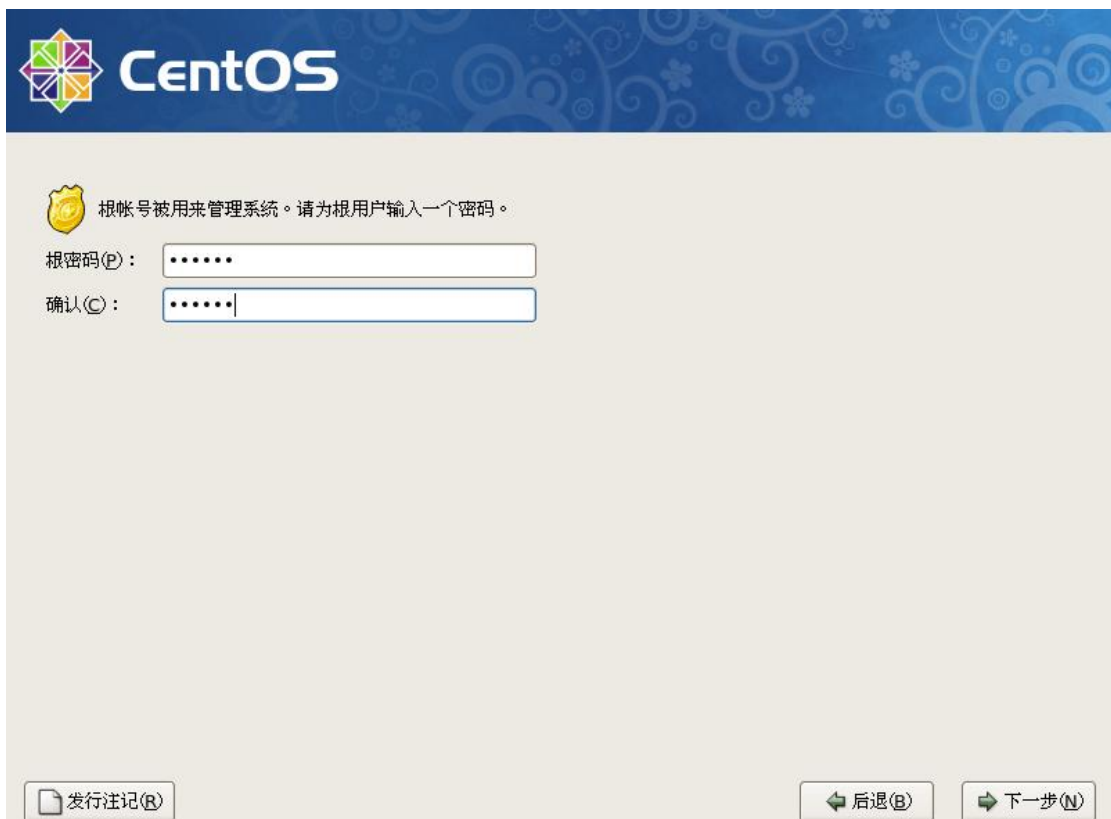 CentOS
根帐号被用来管理系统。请为根用户输入一个密码。
根密码(P)： ••••••
确认(C)： ••••••
发行注记(R)
后退(B)
下一步(N)